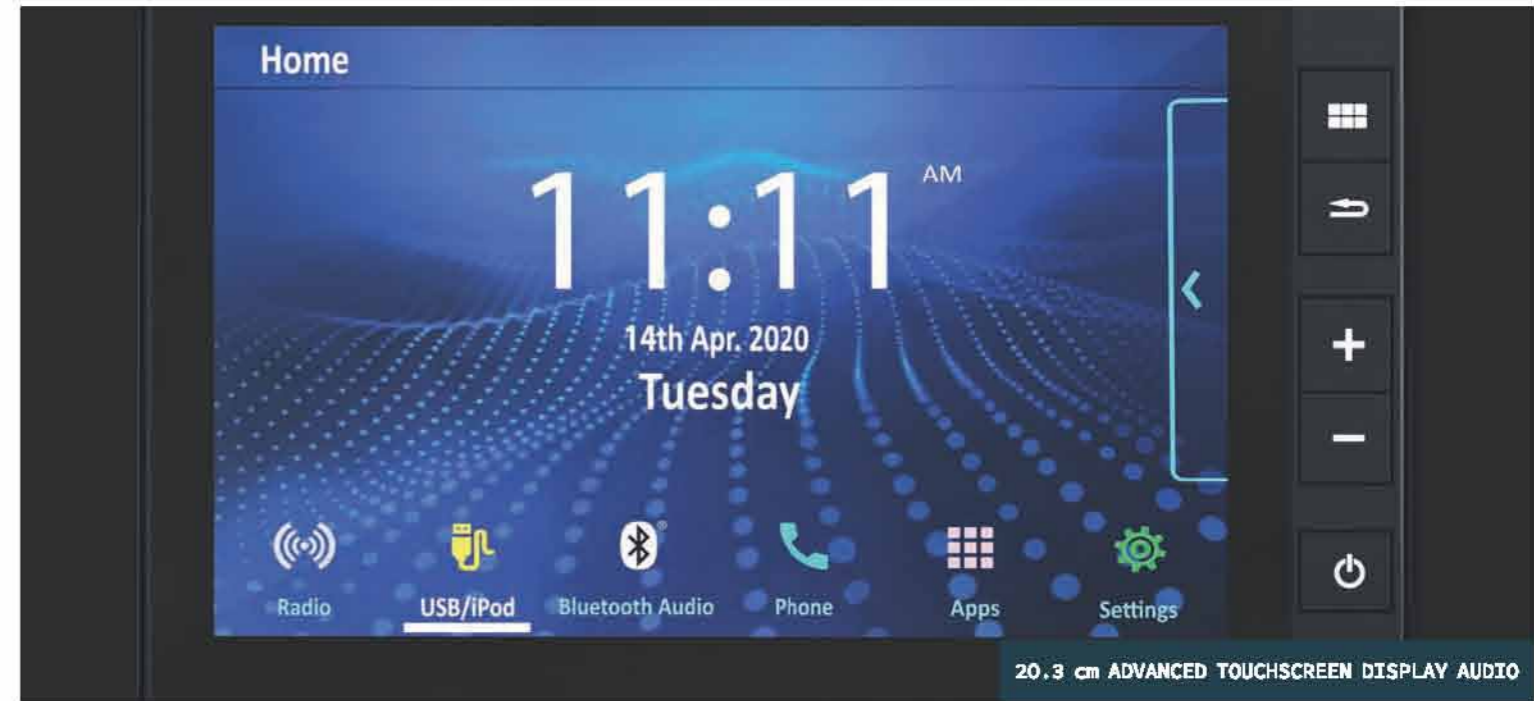 Home
11:11 AM
14th Apr. 2020
Tuesday
Radio USB/iPod Bluetooth Audio Phone Apps Settings
20.3 cm ADVANCED TOUCHSCREEN DISPLAY AUDIO